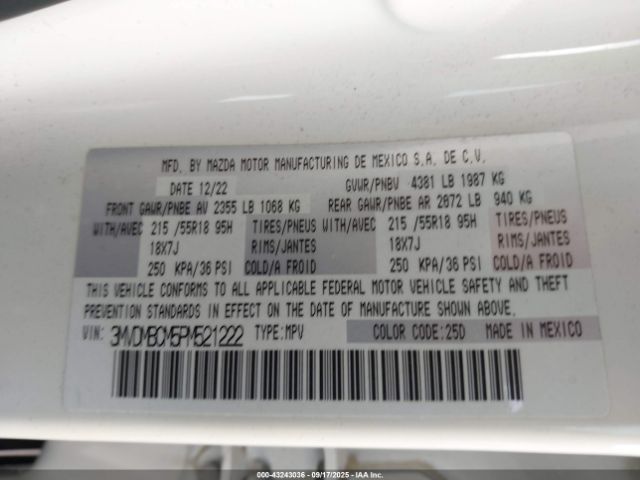 MFD. BY MAZDA MOTOR MANUFACTURING DE MEXICO S.A. DE C.V.
DATE 12/22 GVWR/PNBV 4381 LB 1987 KG
FRONT GAWR/PNBE AV 2355 LB 1068 KG REAR GAWR/PNBE AR 2072 LB 940 KG
WITH/AVEC 215 /55R18 95H TIRES/PNEUS WITH/AVEC 215 /55R18 95H TIRES/PNEUS
18X7J RIMS/JANTES 18X7J RIMS/JANTES
250 KPA/36 PSI COLD/A FROID 250 KPA/36 PSI COLD/A FROID
THIS VEHICLE CONFORMS TO ALL APPLICABLE FEDERAL MOTOR VEHICLE SAFETY AND THEFT
PREVENTION STANDARDS IN EFFECT ON THE DATE OF MANUFACTURE SHOWN ABOVE.
VIN: 3MVDMBCM5PM521222 TYPE:MPV COLOR CODE:25D MADE IN MEXICO
000-43243036 - 09/17/2025 - IAA, Inc.